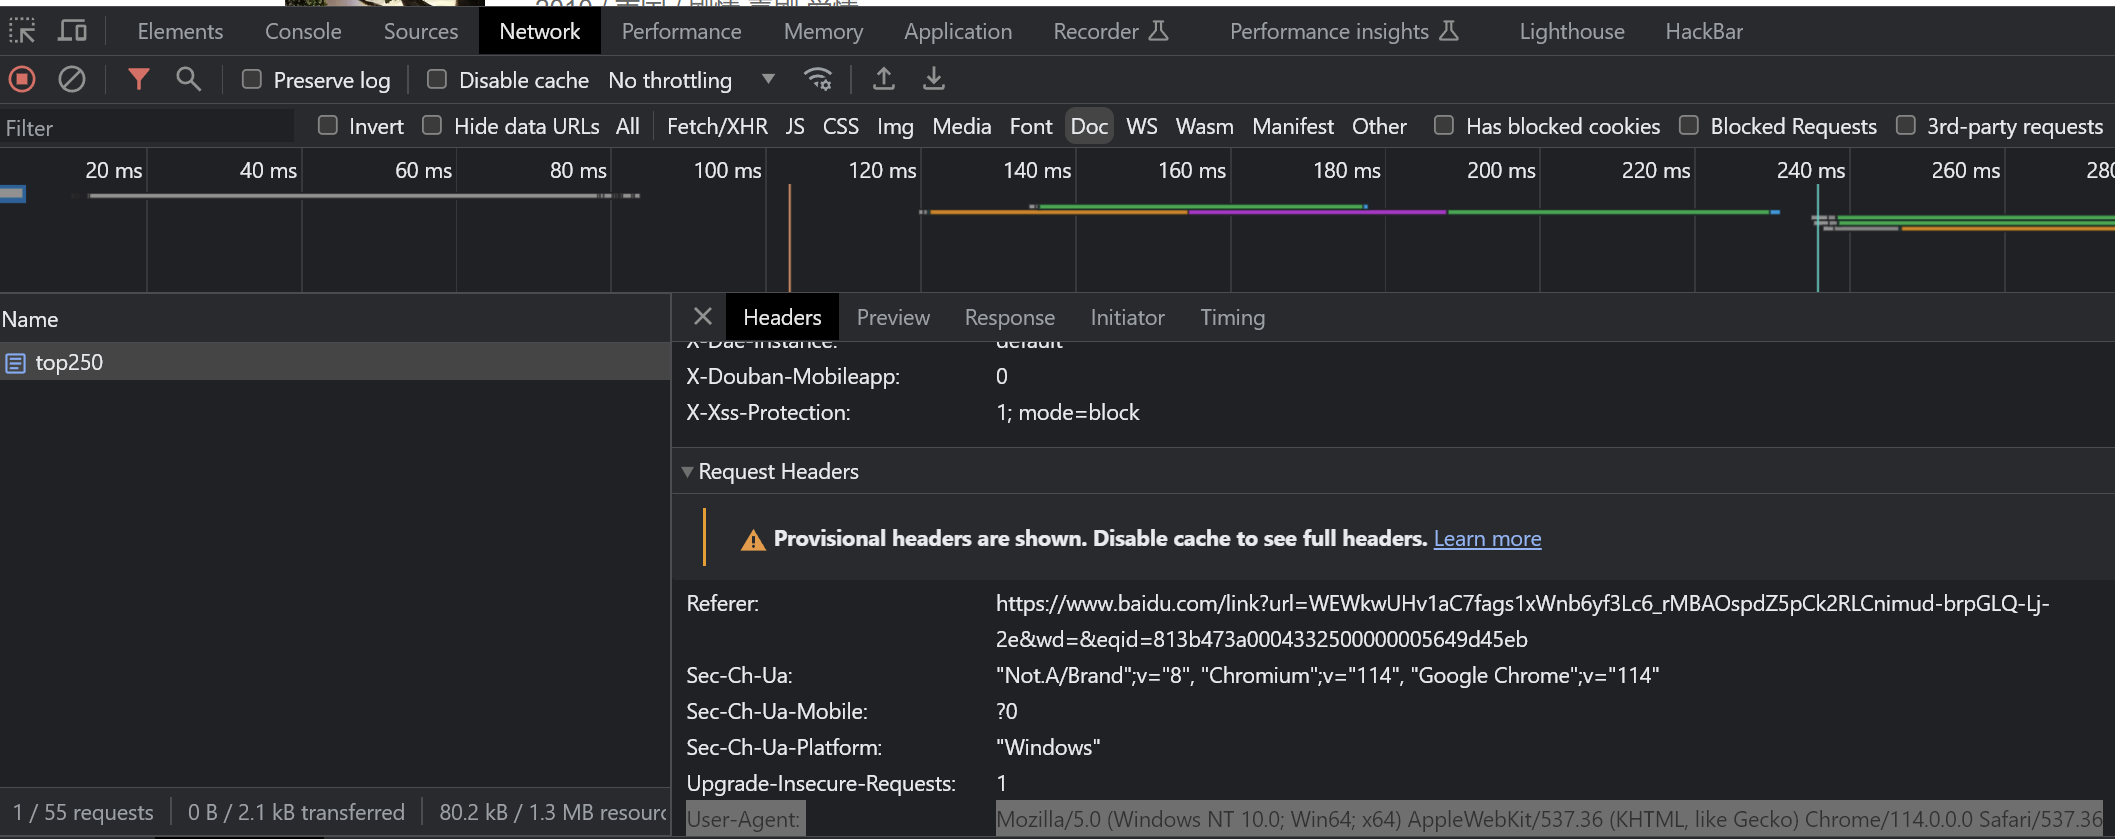 Elements Console Sources Network Performance Memory Application Recorder Performance insights Lighthouse HackBar
Preserve log Disable cache No throttling
Filter Invert Hide data URLs All Fetch/XHR JS CSS Img Media Font Doc WS Wasm Manifest Other Has blocked cookies Blocked Requests 3rd-party requests
20 ms 40 ms 60 ms 80 ms 100 ms 120 ms 140 ms 160 ms 180 ms 200 ms 220 ms 240 ms 260 ms 280
Name
top250
1 / 55 requests 0 B / 2.1 kB transferred 80.2 kB / 1.3 MB resourc
Headers Preview Response Initiator Timing
X-Dae-Instance: default
X-Douban-Mobileapp: 0
X-Xss-Protection: 1; mode=block
Request Headers
Provisional headers are shown. Disable cache to see full headers. Learn more
Referer: https://www.baidu.com/link?url=WEWkwUHv1aC7fags1xWnb6yf3Lc6_rMBAOspdZ5pCk2RLCnimud-brpGLQ-Lj-
2e&wd=&eqid=813b473a0004332500000005649d45eb
Sec-Ch-Ua: "Not.A/Brand";v="8", "Chromium";v="114", "Google Chrome";v="114"
Sec-Ch-Ua-Mobile: ?0
Sec-Ch-Ua-Platform: "Windows"
Upgrade-Insecure-Requests: 1
User-Agent: Mozilla/5.0 (Windows NT 10.0; Win64; x64) AppleWebKit/537.36 (KHTML, like Gecko) Chrome/114.0.0.0 Safari/537.36